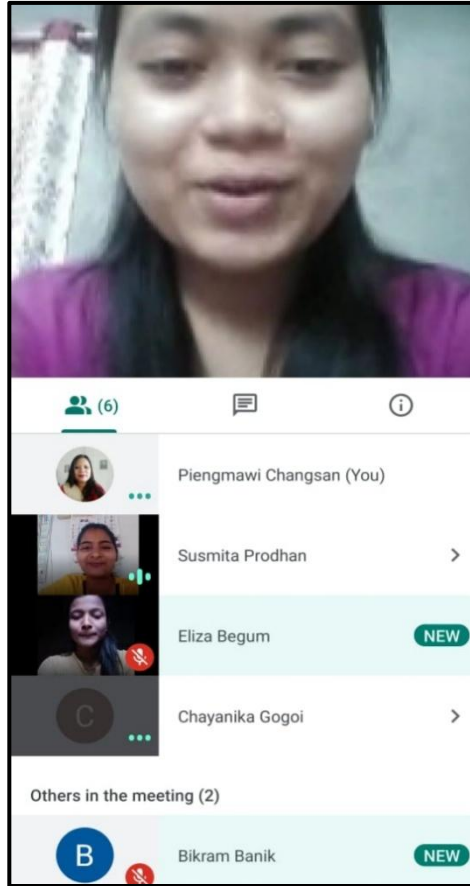 (6)
Piengmawi Changsan (You)
Susmita Prodhan
Eliza Begum NEW
C
Chayanika Gogoi
Others in the meeting (2)
B
Bikram Banik NEW